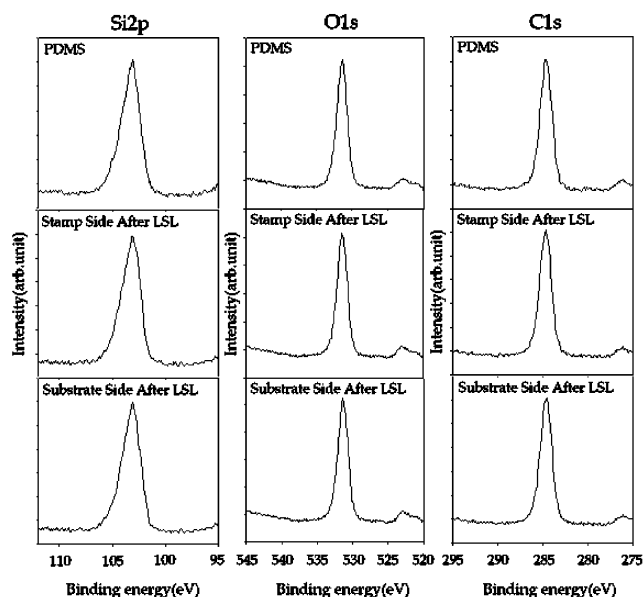 Si2p
O1s
C1s
PDMS
PDMS
PDMS
Stamp Side After LSL
Stamp Side After LSL
Stamp Side After LSL
Intensity(arb.unit)
Intensity(arb.unit)
Intensity(arb.unit)
Substrate Side After LSL
Substrate Side After LSL
Substrate Side After LSL
110 105 100 95
545 540 535 530 525 520
295 290 285 280 275
Binding energy(eV)
Binding energy(eV)
Binding energy(eV)